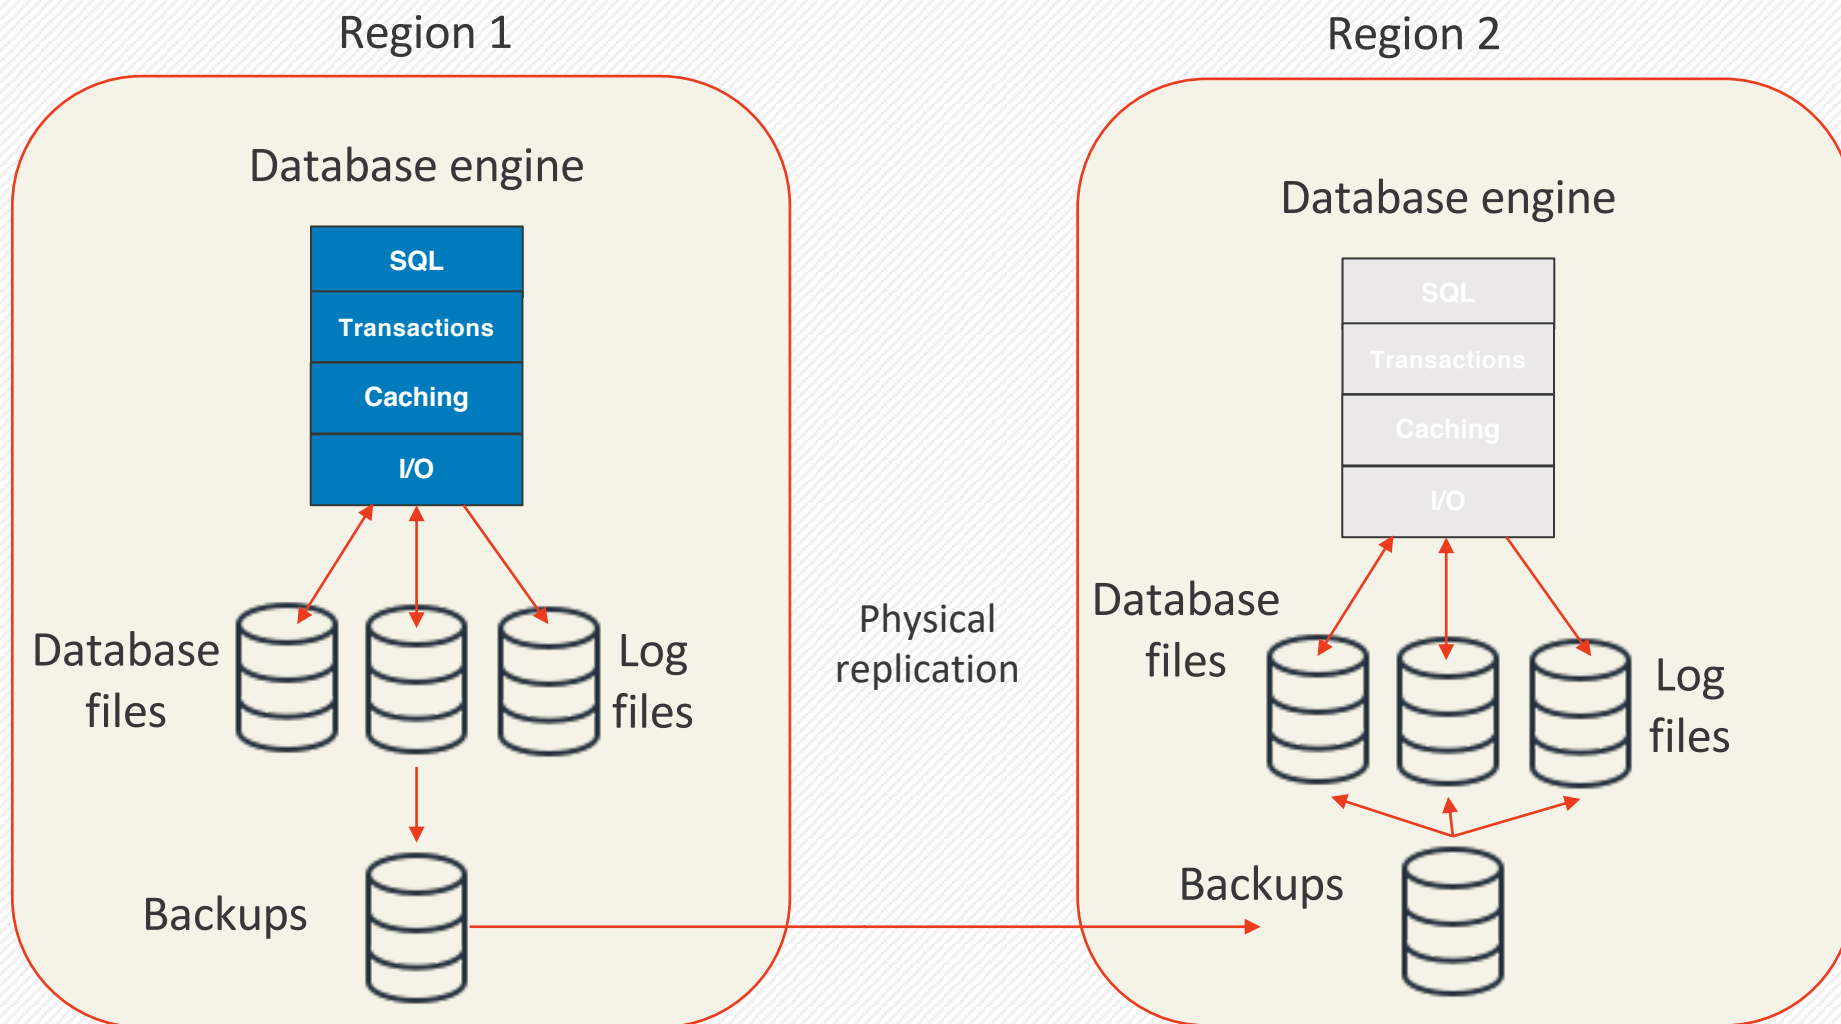 Region 1
Database engine
SQL
Transactions
Caching
I/O
Database
files
Log
files
Backups
Physical
replication
Region 2
Database engine
SQL
Transactions
Caching
I/O
Database
files
Log
files
Backups